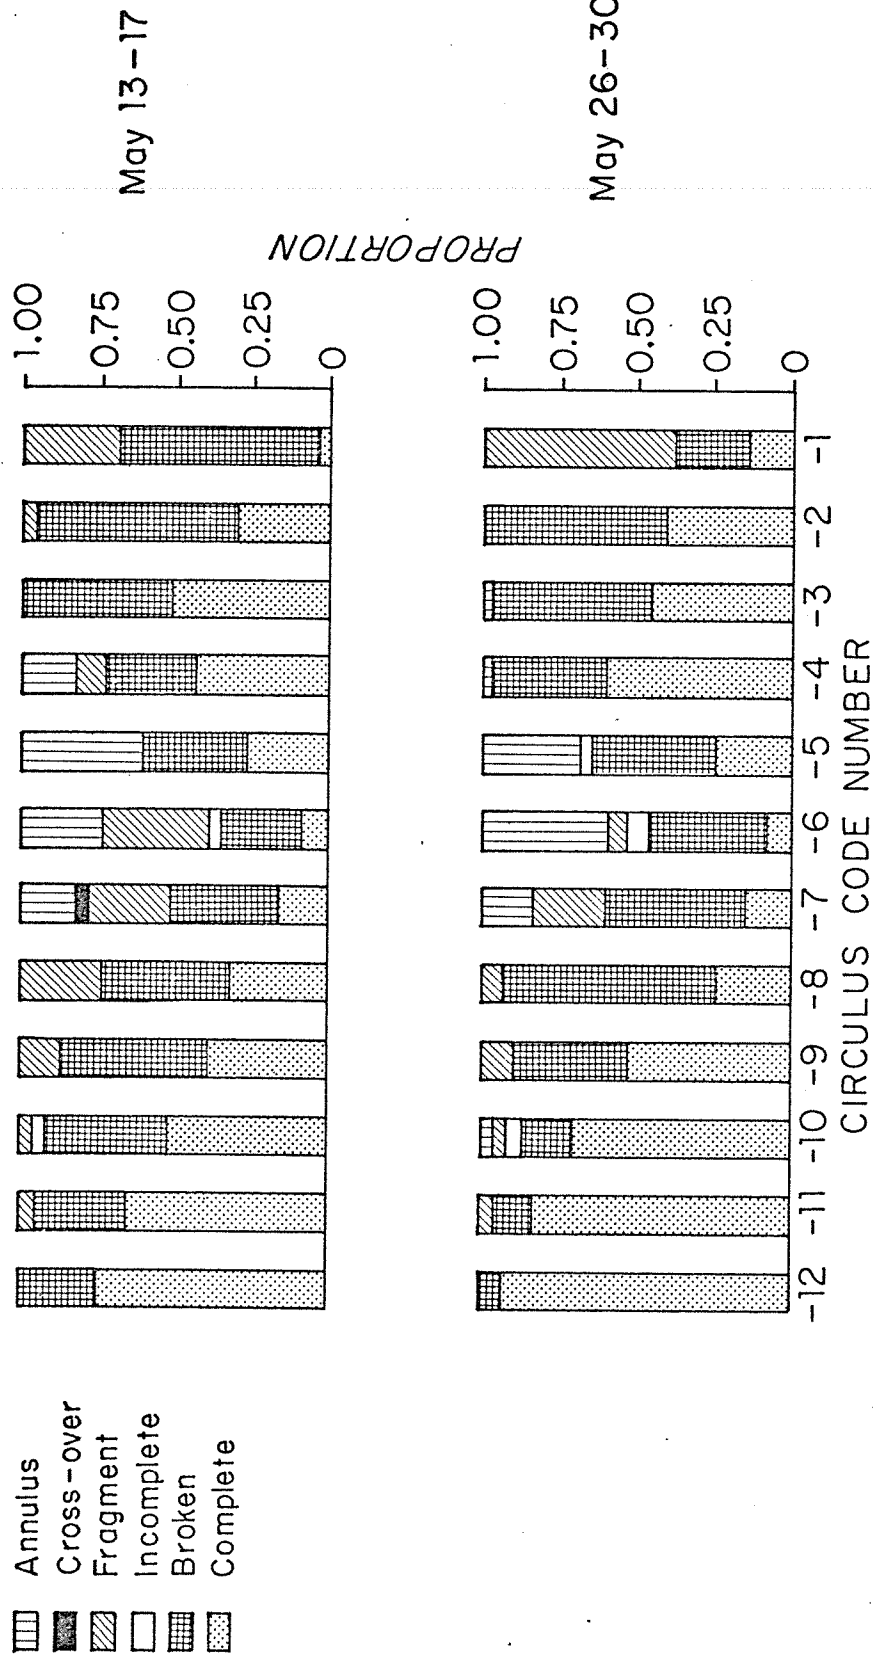 Annulus
Cross-over
Fragment
Incomplete
Broken
Complete
May 13-17
1.00
0.75
0.50
0.25
0
PROPORTION
May 26-30
1.00
0.75
0.50
0.25
0
-12 -11 -10 -9 -8 -7 -6 -5 -4 -3 -2 -1
CIRCULUS CODE NUMBER